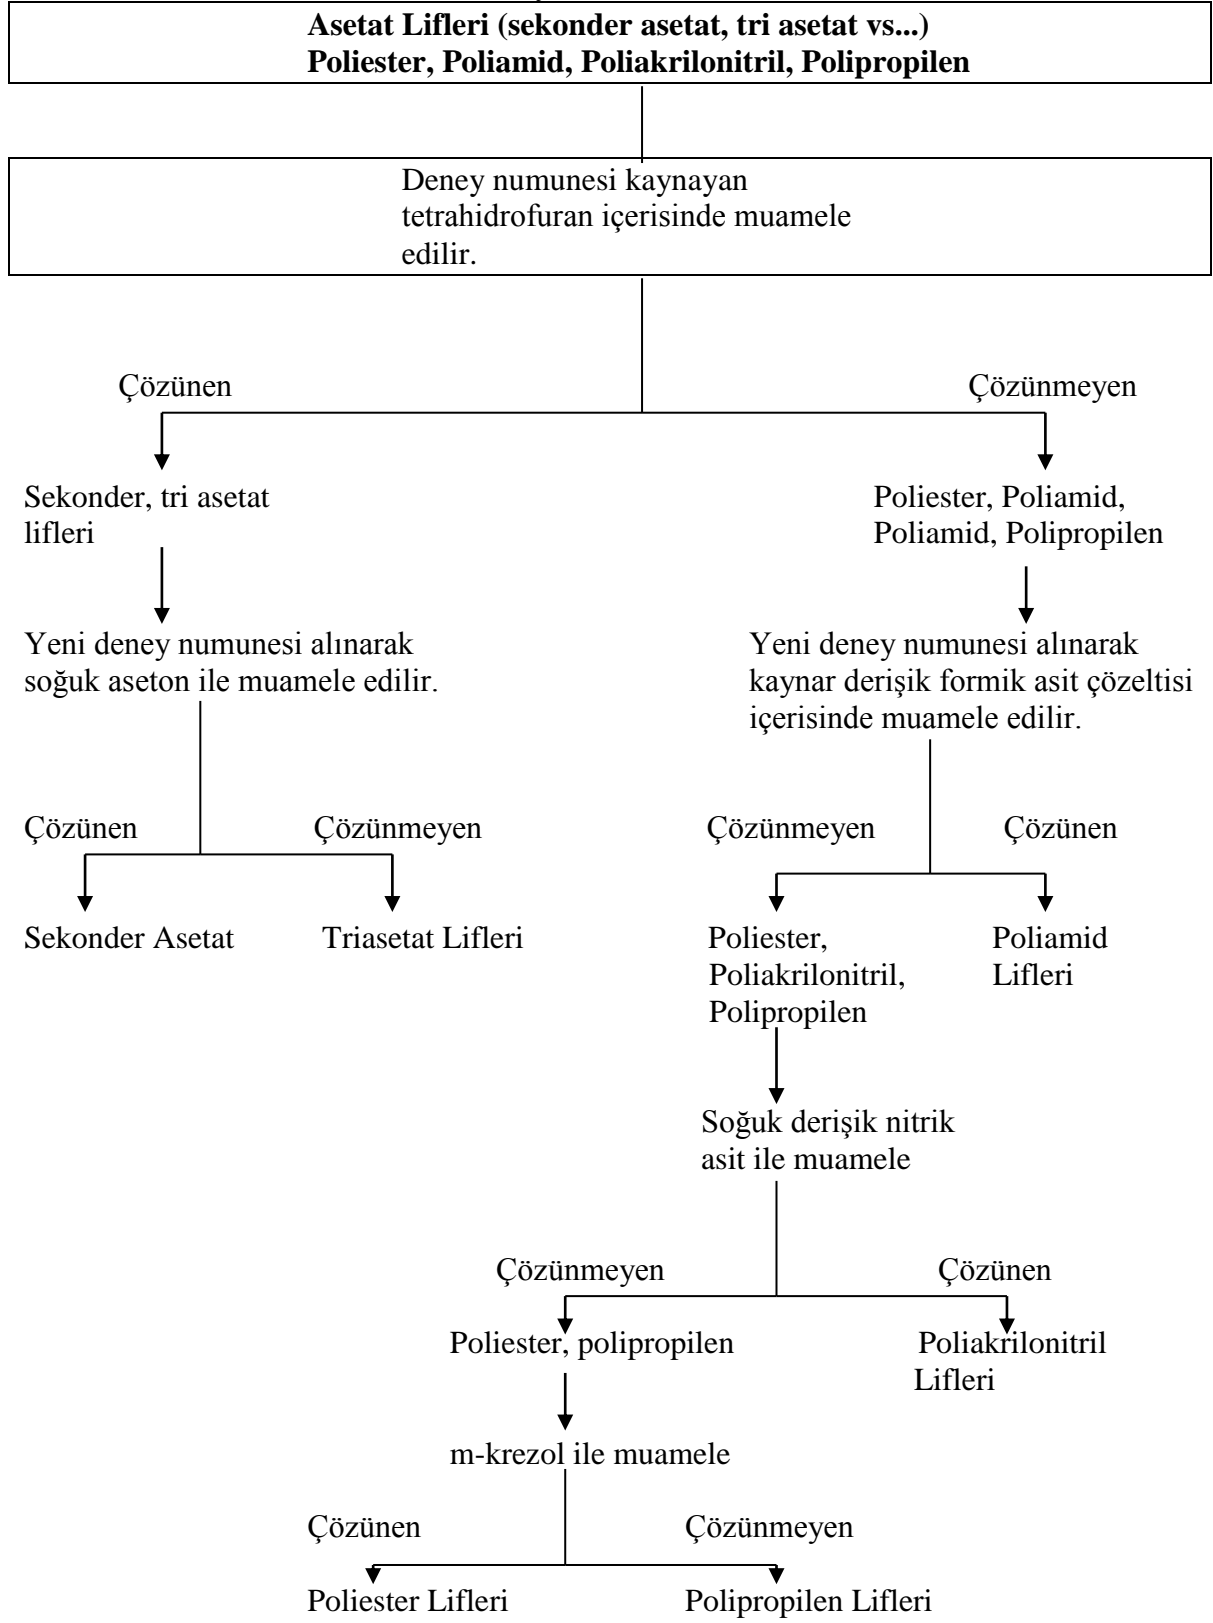 Asetat Lifleri (sekonder asetat, tri asetat vs...)
Poliester, Poliamid, Poliakrilonitril, Polipropilen
Deney numunesi kaynayan
tetrahidrofuran içerisinde muamele
edilir.
Çözünen
Çözünmeyen
Sekonder, tri asetat
lifleri
Poliester, Poliamid,
Poliamid, Polipropilen
Yeni deney numunesi alınarak
soğuk aseton ile muamele edilir.
Yeni deney numunesi alınarak
kaynar derişik formik asit çözeltisi
içerisinde muamele edilir.
Çözünen
Çözünmeyen
Çözünmeyen
Çözünen
Sekonder Asetat
Triasetat Lifleri
Poliester,
Poliakrilonitril,
Polipropilen
Poliamid
Lifleri
Soğuk derişik nitrik
asit ile muamele
Çözünmeyen
Çözünen
Poliester, polipropilen
Poliakrilonitril
Lifleri
m-krezol ile muamele
Çözünen
Çözünmeyen
Poliester Lifleri
Polipropilen Lifleri